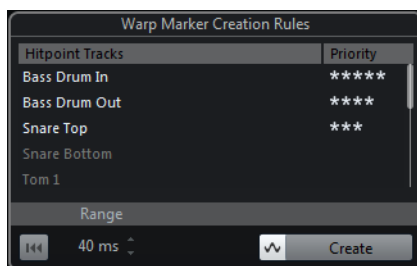 Warp Marker Creation Rules
Hitpoint Tracks Priority
Bass Drum In *****
Bass Drum Out ****
Snare Top ***
Snare Bottom
Tom 1
Range
40 ms Create